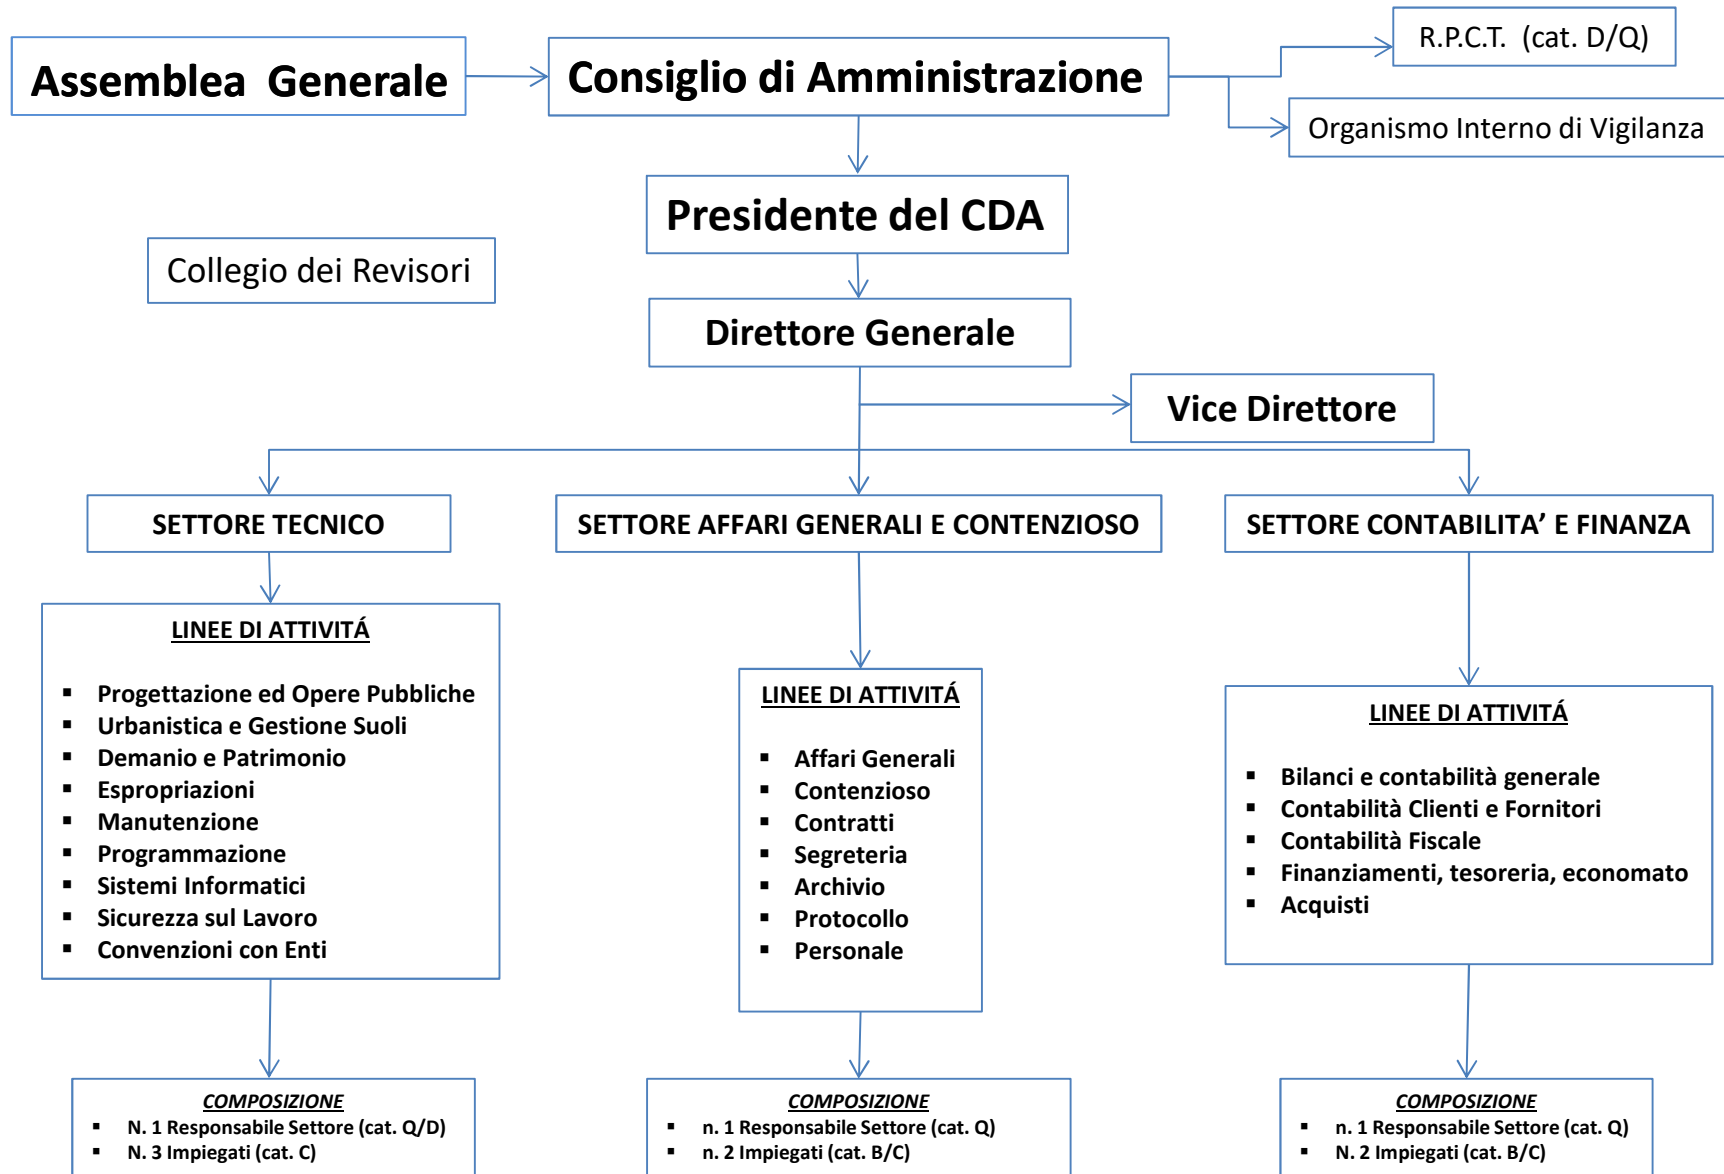 R.P.C.T. (cat. D/Q)
Assemblea Generale
Consiglio di Amministrazione
Organismo Interno di Vigilanza
Presidente del CDA
Collegio dei Revisori
Direttore Generale
Vice Direttore
SETTORE TECNICO
SETTORE AFFARI GENERALI E CONTENZIOSO
SETTORE CONTABILITA’ E FINANZA
LINEE DI ATTIVITÁ
▪ Progettazione ed Opere Pubbliche
▪ Urbanistica e Gestione Suoli
▪ Demanio e Patrimonio
▪ Espropriazioni
▪ Manutenzione
▪ Programmazione
▪ Sistemi Informatici
▪ Sicurezza sul Lavoro
▪ Convenzioni con Enti
LINEE DI ATTIVITÁ
▪ Affari Generali
▪ Contenzioso
▪ Contratti
▪ Segreteria
▪ Archivio
▪ Protocollo
▪ Personale
LINEE DI ATTIVITÁ
▪ Bilanci e contabilità generale
▪ Contabilità Clienti e Fornitori
▪ Contabilità Fiscale
▪ Finanziamenti, tesoreria, economato
▪ Acquisti
COMPOSIZIONE
▪ N. 1 Responsabile Settore (cat. Q/D)
▪ N. 3 Impiegati (cat. C)
COMPOSIZIONE
▪ n. 1 Responsabile Settore (cat. Q)
▪ n. 2 Impiegati (cat. B/C)
COMPOSIZIONE
▪ n. 1 Responsabile Settore (cat. Q)
▪ N. 2 Impiegati (cat. B/C)